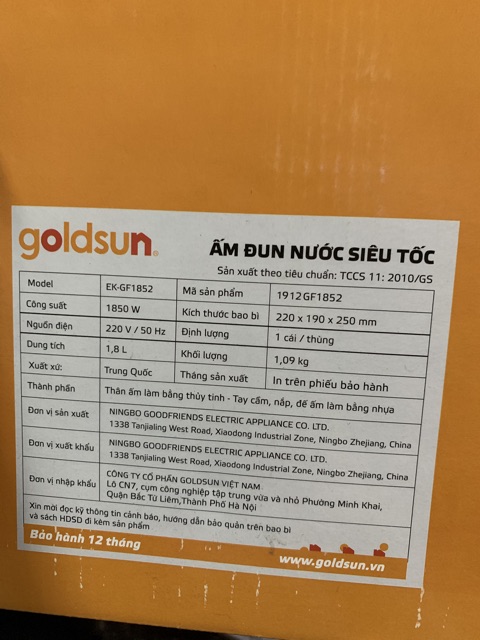 goldsun®
ẤM ĐUN NƯỚC SIÊU TỐC
Sản xuất theo tiêu chuẩn: TCCS 11: 2010/GS
Model EK-GF1852 Mã sản phẩm 1912GF1852
Công suất 1850 W Kích thước bao bì 220 x 190 x 250 mm
Nguồn điện 220 V / 50 Hz Định lượng 1 cái / thùng
Dung tích 1,8 L Khối lượng 1,09 kg
Xuất xứ: Trung Quốc Tháng sản xuất In trên phiếu bảo hành
Thành phần Thân ấm làm bằng thủy tinh - Tay cầm, nắp, đế ấm làm bằng nhựa
Đơn vị sản xuất NINGBO GOODFRIENDS ELECTRIC APPLIANCE CO. LTD.
1338 Tanjialing West Road, Xiaodong Industrial Zone, Ningbo Zhejiang, China
Đơn vị xuất khẩu NINGBO GOODFRIENDS ELECTRIC APPLIANCE CO. LTD.
1338 Tanjialing West Road, Xiaodong Industrial Zone, Ningbo Zhejiang, China
Đơn vị nhập khẩu CÔNG TY CỔ PHẦN GOLDSUN VIỆT NAM
Lô CN7, cụm công nghiệp tập trung vừa và nhỏ Phường Minh Khai,
Quận Bắc Từ Liêm,Thành Phố Hà Nội
Xin mời đọc kỹ thông tin cảnh báo, hướng dẫn bảo quản trên bao bì
và sách HDSD đi kèm sản phẩm
Bảo hành 12 tháng
www.goldsun.vn